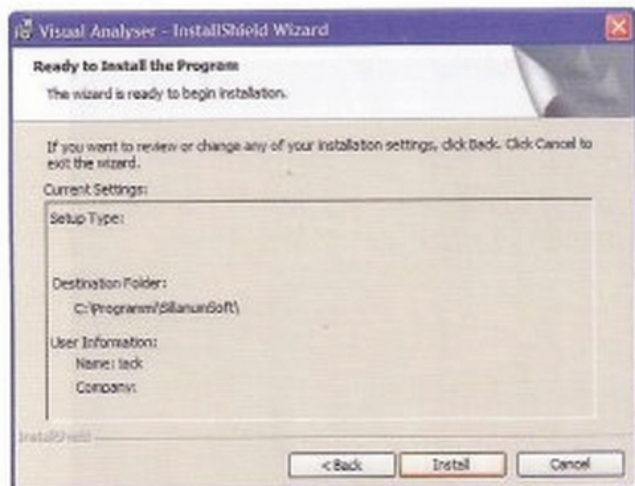 Visual Analyser - InstallShield Wizard
Ready to Install the Program
The wizard is ready to begin installation.
If you want to review or change any of your installation settings, click Back. Click Cancel to
exit the wizard.
Current Settings:
Setup Type:
Destination Folder:
C:\Programmi\SillanumSoft\
User Information:
Name: jack
Company:
InstallShield
< Back
Install
Cancel